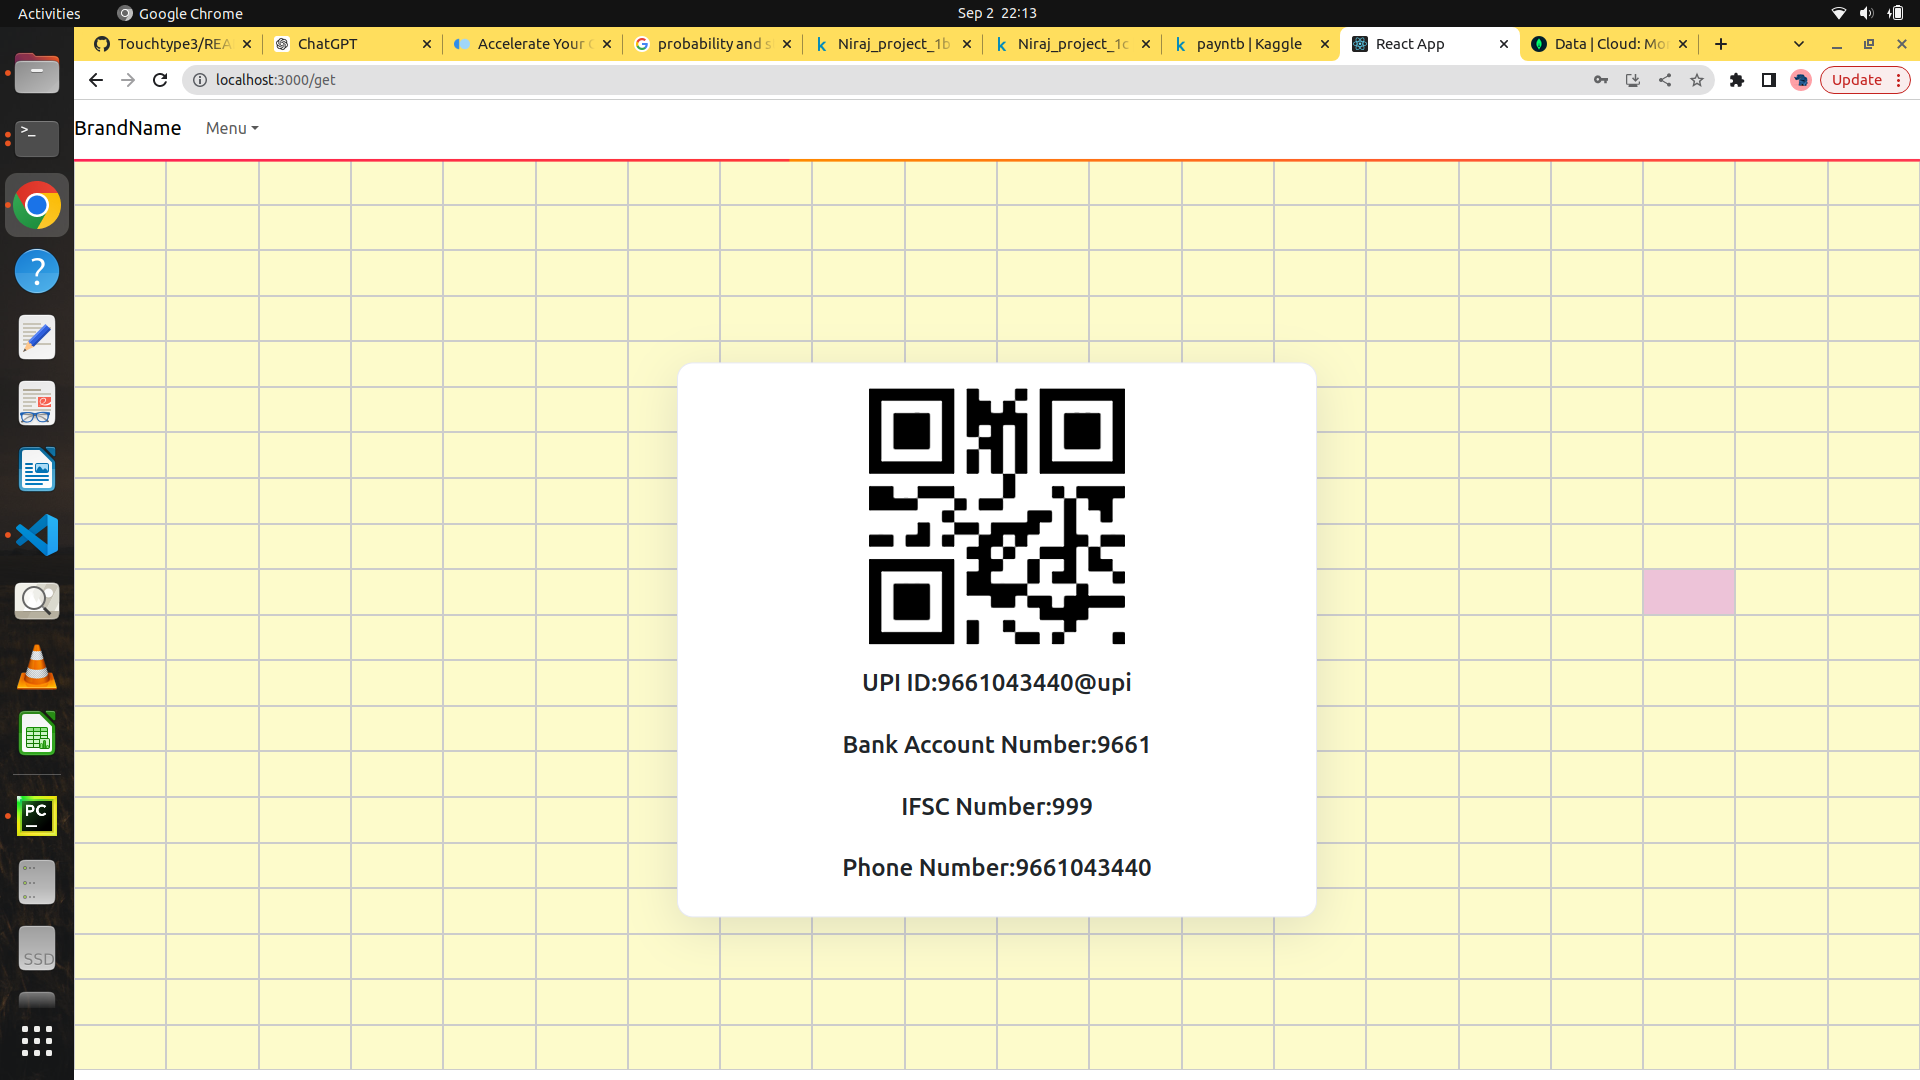 Activities
Google Chrome
Sep 2 22:13
Touchtype3/REA
ChatGPT
Accelerate Your
probability and s
Niraj_project_1b
Niraj_project_1c
payntb | Kaggle
React App
Data | Cloud: Mo
localhost:3000/get
Update
BrandName
Menu
UPI ID:9661043440@upi
Bank Account Number:9661
IFSC Number:999
Phone Number:9661043440
PC
SSD